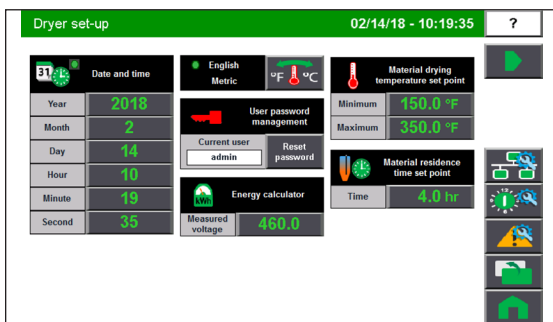 Dryer set-up 02/14/18 - 10:19:35 ?
31 Date and time
Year 2018
Month 2
Day 14
Hour 10
Minute 19
Second 35
English
Metric
°F °C
User password
management
Current user
admin
Reset
password
kWh Energy calculator
Measured
voltage 460.0
Material drying
temperature set point
Minimum 150.0 °F
Maximum 350.0 °F
Material residence
time set point
Time 4.0 hr